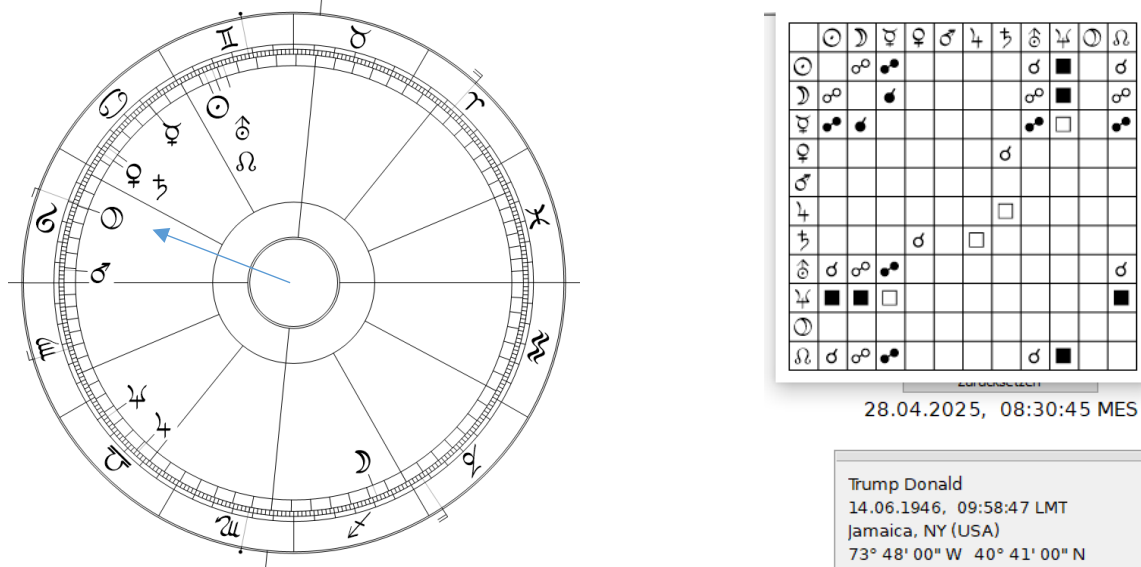 Zurücksetzen
28.04.2025, 08:30:45 MES
Trump Donald
14.06.1946, 09:58:47 LMT
Jamaica, NY (USA)
73° 48' 00" W 40° 41' 00" N